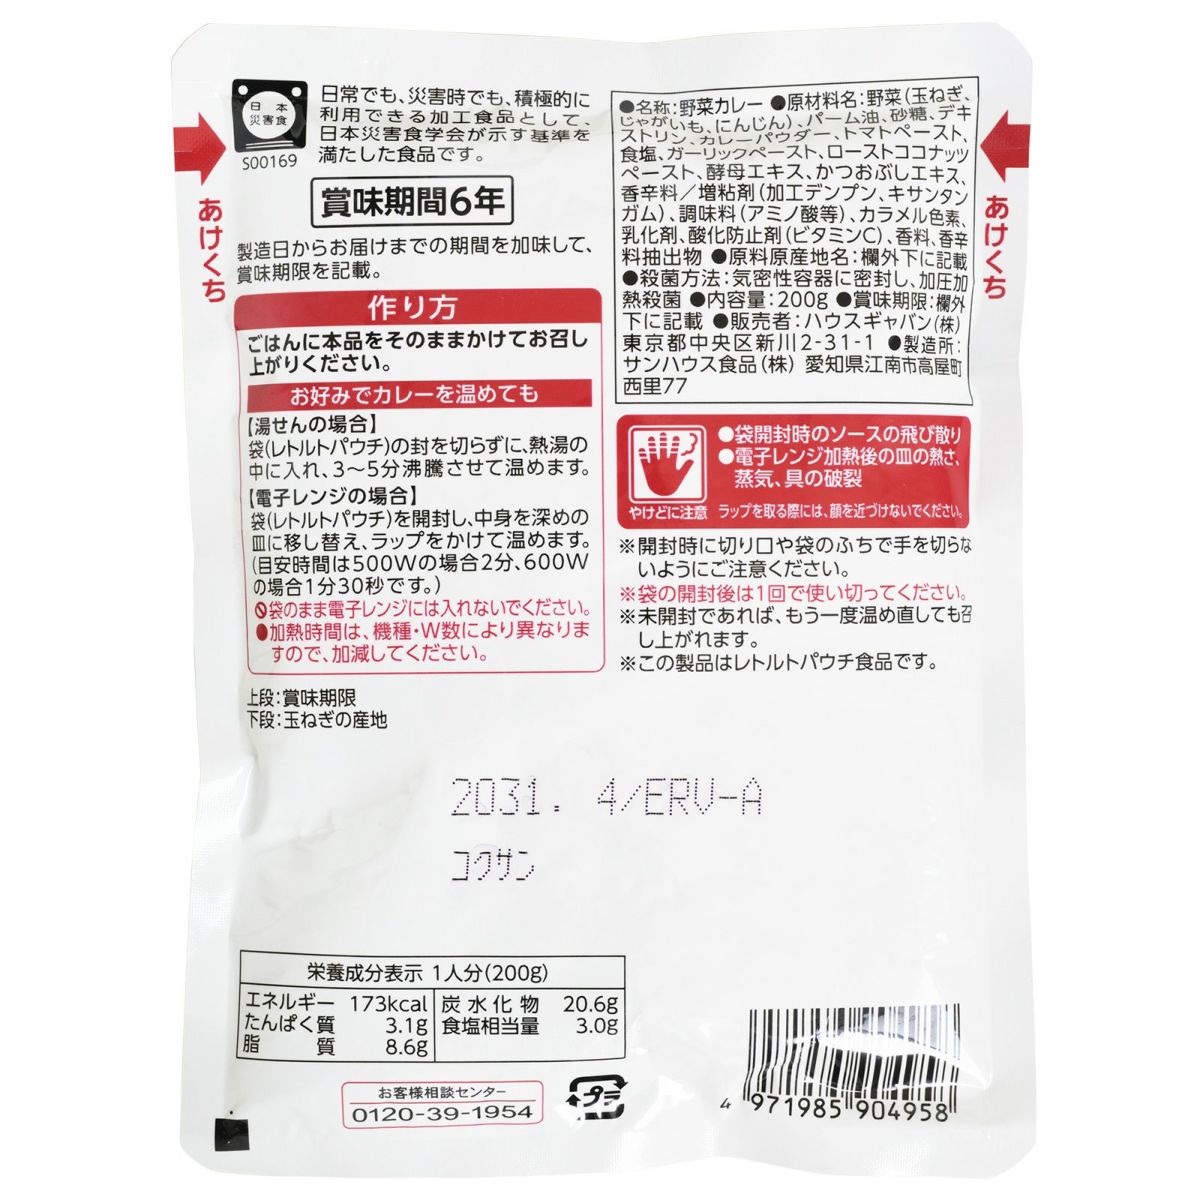 日本
災害食
S00169
日常でも、災害時でも、積極的に
利用できる加工食品として、
日本災害食学会が示す基準を
満たした食品です。
賞味期間6年
製造日からお届けまでの期間を加味して、
賞味期限を記載。
あけくち
作り方
ごはんに本品をそのままかけてお召し
上がりください。
お好みでカレーを温めても
【湯せんの場合】
袋(レトルトパウチ)の封を切らずに、熱湯の
中に入れ、3〜5分沸騰させて温めます。
【電子レンジの場合】
袋(レトルトパウチ)を開封し、中身を深めの
皿に移し替え、ラップをかけて温めます。
(目安時間は500Wの場合2分、600W
の場合1分30秒です。)
袋のまま電子レンジには入れないでください。
●加熱時間は、機種・W数により異なりま
すので、加減してください。
上段:賞味期限
下段:玉ねぎの産地
●名称:野菜カレー ●原材料名:野菜(玉ねぎ、
じゃがいも、にんじん)、パーム油、砂糖、デキ
ストリン、カレーパウダー、トマトペースト、
食塩、ガーリックペースト、ローストココナッツ
ペースト、酵母エキス、かつおぶしエキス、
香辛料/増粘剤(加工デンプン、キサンタン
ガム)、調味料(アミノ酸等)、カラメル色素、
乳化剤、酸化防止剤(ビタミンC)、香料、香辛
料抽出物 ●原料原産地名:欄外下に記載
●殺菌方法:気密性容器に密封し、加圧加
熱殺菌 ●内容量:200g ●賞味期限:欄外
下に記載 ●販売者:ハウスギャバン(株)
東京都中央区新川2-31-1 ●製造所:
サンハウス食品(株) 愛知県江南市高屋町
西里77
あけくち
やけどに注意
●袋開封時のソースの飛び散り
●電子レンジ加熱後の皿の熱さ、
蒸気、具の破裂
ラップを取る際には、顔を近づけないでください。
※開封時に切り口や袋のふちで手を切らな
いようにご注意ください。
※袋の開封後は1回で使い切ってください。
※未開封であれば、もう一度温め直しても召
し上がれます。
※この製品はレトルトパウチ食品です。
2031. 4/ERV-A
コクサン
栄養成分表示 1人分(200g)
エネルギー 173kcal 炭水化物 20.6g
たんぱく質 3.1g 食塩相当量 3.0g
脂質 8.6g
お客様相談センター
0120-39-1954
プラ
4 971985 904958